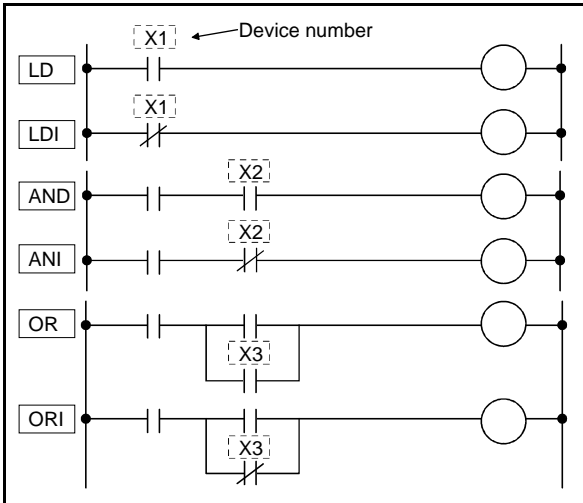 X1 Device number
LD
X1
LDI
X2
AND
X2
ANI
OR
X3
ORI
X3